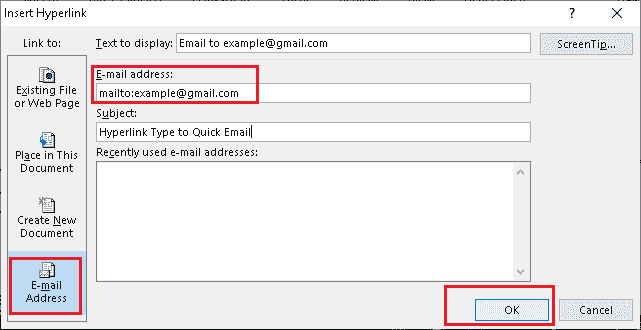 Insert Hyperlink ? ×
Link to: Text to display: Email to example@gmail.com ScreenTip...
Existing File
or Web Page
E-mail address:
mailto:example@gmail.com
Subject:
Hyperlink Type to Quick Email
Place in This
Document
Recently used e-mail addresses:
Create New
Document
E-mail
Address
OK Cancel